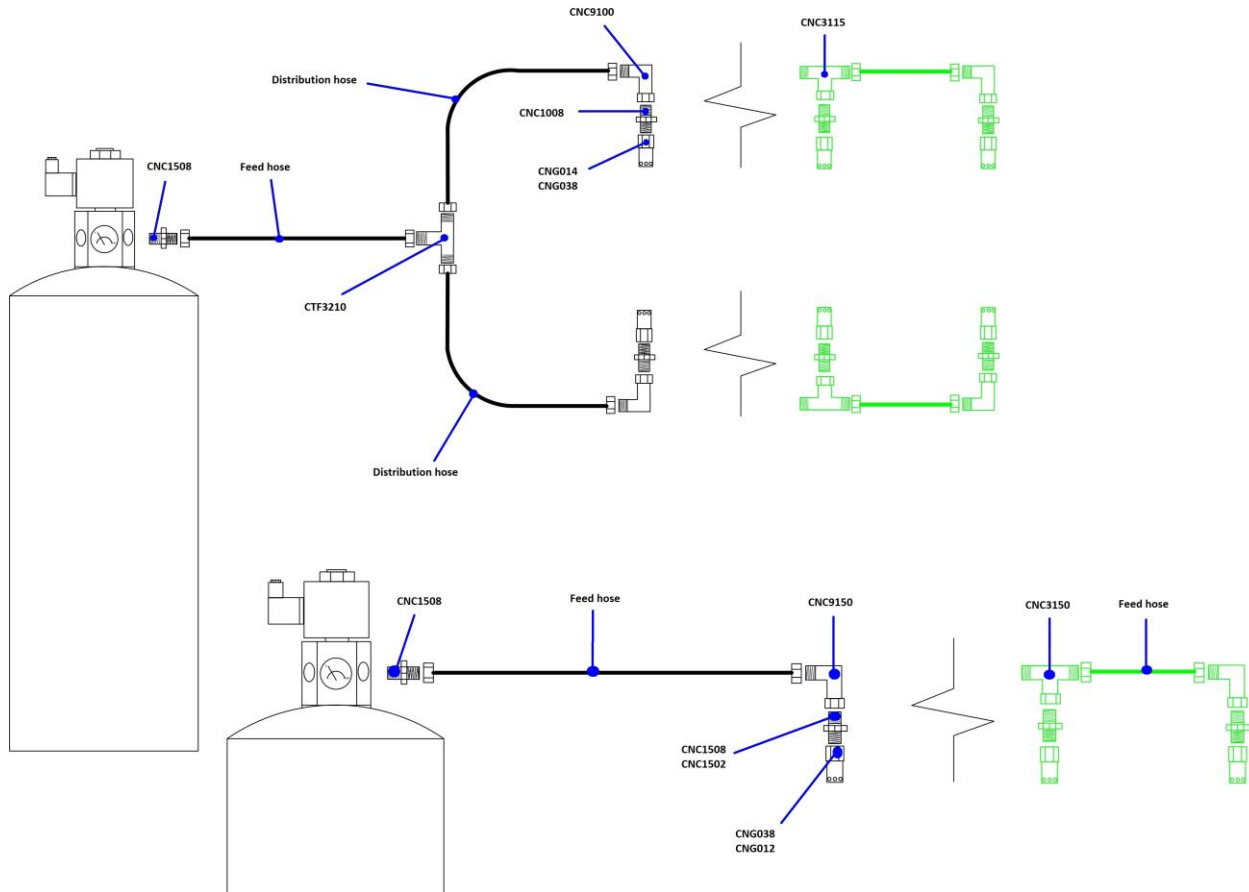 CNC9100
CNC3115
Distribution hose
CNC1008
CNC1508
Feed hose
CNG014
CNG038
CTF3210
Distribution hose
CNC1508
Feed hose
CNC9150
CNC3150
Feed hose
CNC1508
CNC1502
CNG038
CNG012